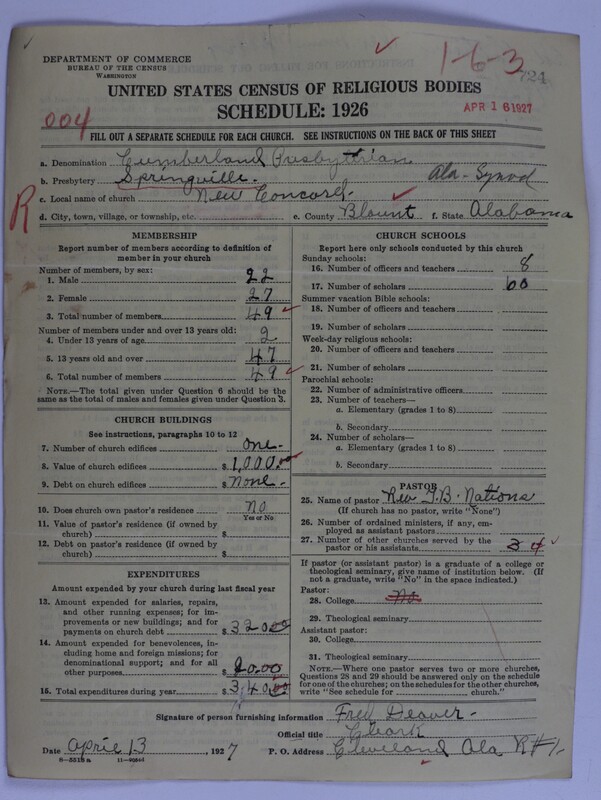 DEPARTMENT OF COMMERCE
BUREAU OF THE CENSUS
WASHINGTON
1-6-3
724
UNITED STATES CENSUS OF RELIGIOUS BODIES
SCHEDULE: 1926
APR 16 1927
004
FILL OUT A SEPARATE SCHEDULE FOR EACH CHURCH. SEE INSTRUCTIONS ON THE BACK OF THIS SHEET
a. Denomination Cumberland Presbyterian
b. Presbytery Springville. Ala-Synod
c. Local name of church New Concord.
R
d. City, town, village, or township, etc. e. County Blount f. State Alabama
MEMBERSHIP
Report number of members according to definition of
member in your church
Number of members, by sex:
1. Male 22
2. Female 27
3. Total number of members 49
Number of members under and over 13 years old:
4. Under 13 years of age 2
5. 13 years old and over 47
6. Total number of members 49
NOTE.—The total given under Question 6 should be the
same as the total of males and females given under Question 3.
CHURCH BUILDINGS
See instructions, paragraphs 10 to 12
7. Number of church edifices one-
8. Value of church edifices $ 1,000.00
9. Debt on church edifices $ None-
10. Does church own pastor's residence No
Yes or No
11. Value of pastor's residence (if owned by
church) $
12. Debt on pastor's residence (if owned by
church) $
EXPENDITURES
Amount expended by your church during last fiscal year
13. Amount expended for salaries, repairs,
and other running expenses; for im-
provements or new buildings; and for
payments on church debt $ 320.00
14. Amount expended for benevolences, in-
cluding home and foreign missions; for
denominational support; and for all
other purposes $ 20.00
15. Total expenditures during year $ 340.00
CHURCH SCHOOLS
Report here only schools conducted by this church
Sunday schools:
16. Number of officers and teachers 8
17. Number of scholars 60
Summer vacation Bible schools:
18. Number of officers and teachers
19. Number of scholars
Week-day religious schools:
20. Number of officers and teachers
21. Number of scholars
Parochial schools:
22. Number of administrative officers
23. Number of teachers—
a. Elementary (grades 1 to 8)
b. Secondary
24. Number of scholars—
a. Elementary (grades 1 to 8)
b. Secondary
PASTOR
25. Name of pastor Rev J.B. Nations
(If church has no pastor, write "None")
26. Number of ordained ministers, if any, em-
ployed as assistant pastors
27. Number of other churches served by the
pastor or his assistants
If pastor (or assistant pastor) is a graduate of a college or
theological seminary, give name of institution below. (If
not a graduate, write "No" in the space indicated.)
Pastor:
28. College No
29. Theological seminary
Assistant pastor:
30. College
31. Theological seminary
NOTE.—Where one pastor serves two or more churches,
Questions 28 and 29 should be answered only on the schedule
for one of the churches; on the schedules for the other churches,
write "See schedule for church."
Signature of person furnishing information Fred Deaver-
Official title Cleark
Date April 13, 1927 P. O. Address Cleveland Ala R#1.
8-5518a